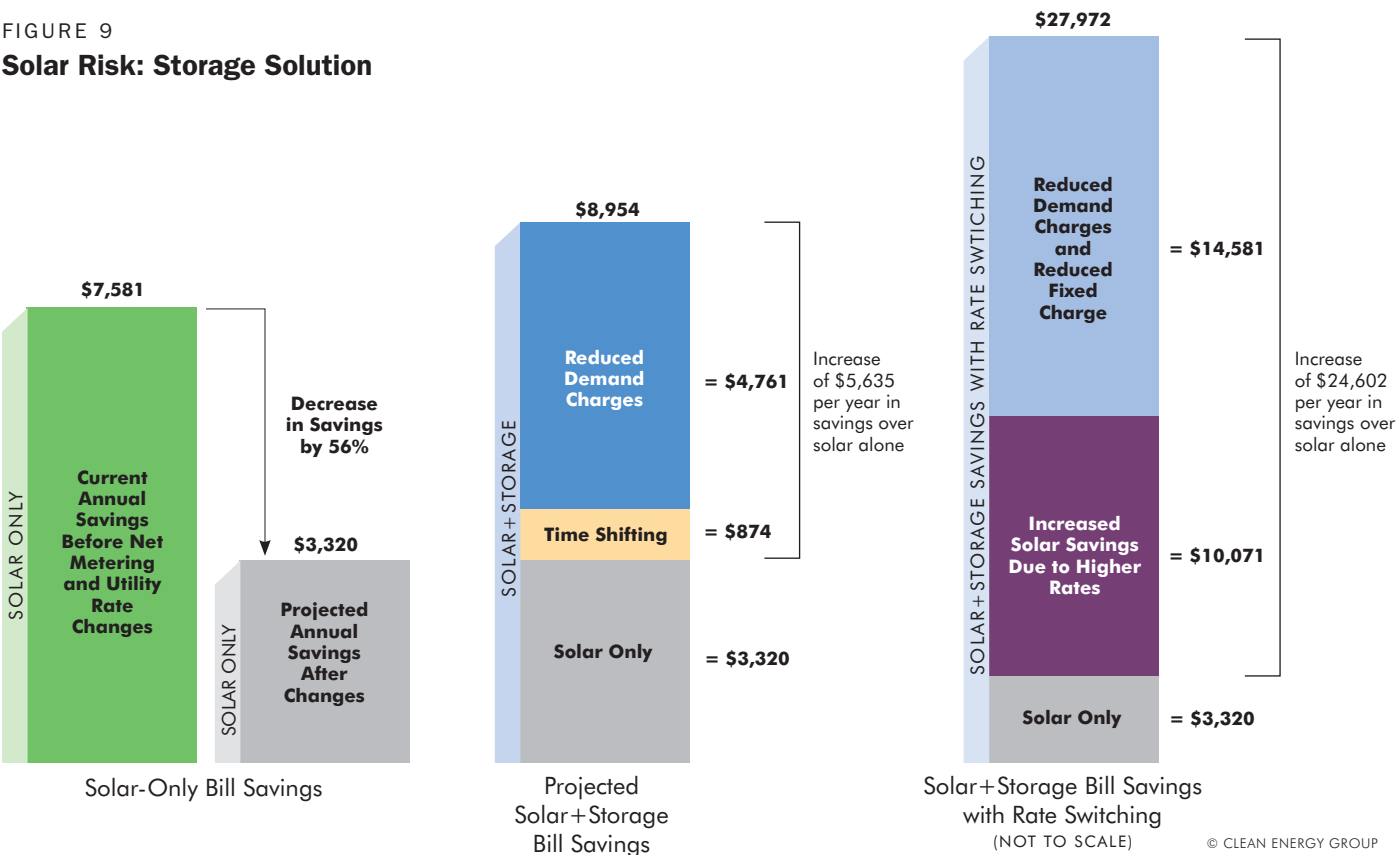 FIGURE 9
Solar Risk: Storage Solution
$7,581
SOLAR ONLY
Current
Annual
Savings
Before Net
Metering
and Utility
Rate
Changes
Decrease
in Savings
by 56%
$3,320
SOLAR ONLY
Projected
Annual
Savings
After
Changes
Solar-Only Bill Savings
$8,954
SOLAR+STORAGE
Reduced
Demand
Charges
= $4,761
Time Shifting
= $874
Solar Only
= $3,320
Increase
of $5,635
per year in
savings over
solar alone
Projected
Solar+Storage
Bill Savings
$27,972
SOLAR+STORAGE SAVINGS WITH RATE SWTICHING
Reduced
Demand
Charges
and
Reduced
Fixed
Charge
= $14,581
Increased
Solar Savings
Due to Higher
Rates
= $10,071
Solar Only
= $3,320
Increase
of $24,602
per year in
savings over
solar alone
Solar+Storage Bill Savings
with Rate Switching
(NOT TO SCALE)
© CLEAN ENERGY GROUP